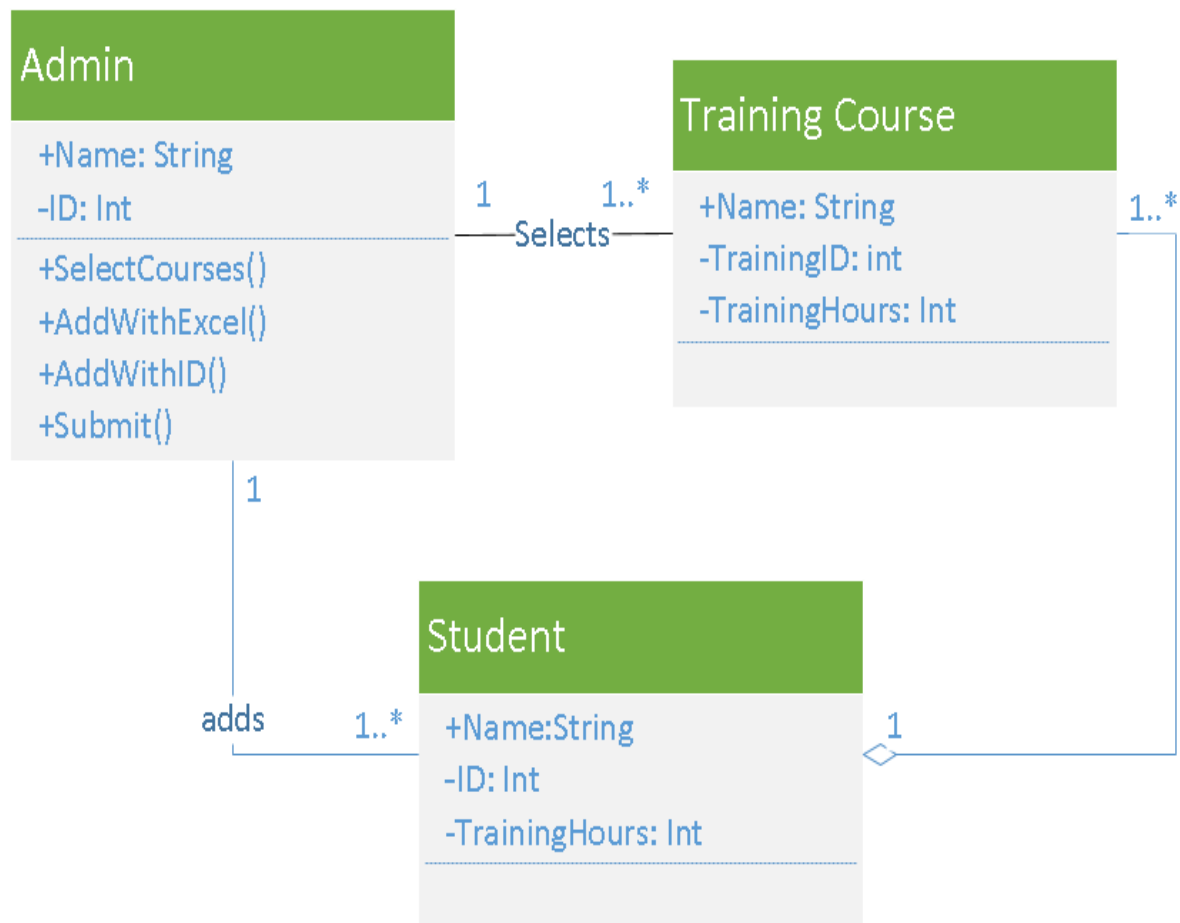 Admin
+Name: String
-ID: Int
+SelectCourses()
+AddWithExcel()
+AddWithID()
+Submit()
1
Selects
1..*
Training Course
+Name: String
-TrainingID: int
-TrainingHours: Int
1..*
1
adds
1..*
Student
+Name:String
-ID: Int
-TrainingHours: Int
1